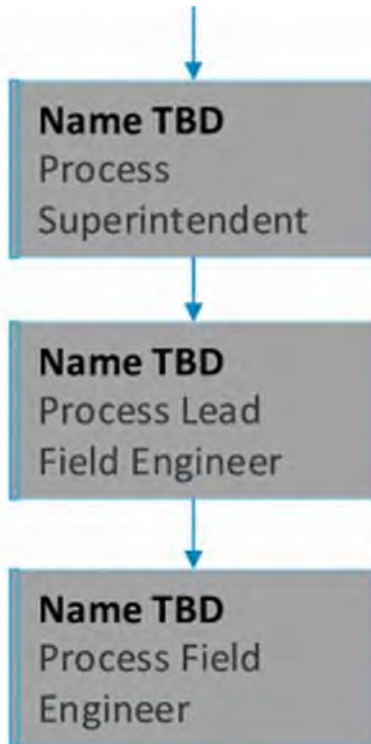 Name TBD
Process
Superintendent
Name TBD
Process Lead
Field Engineer
Name TBD
Process Field
Engineer